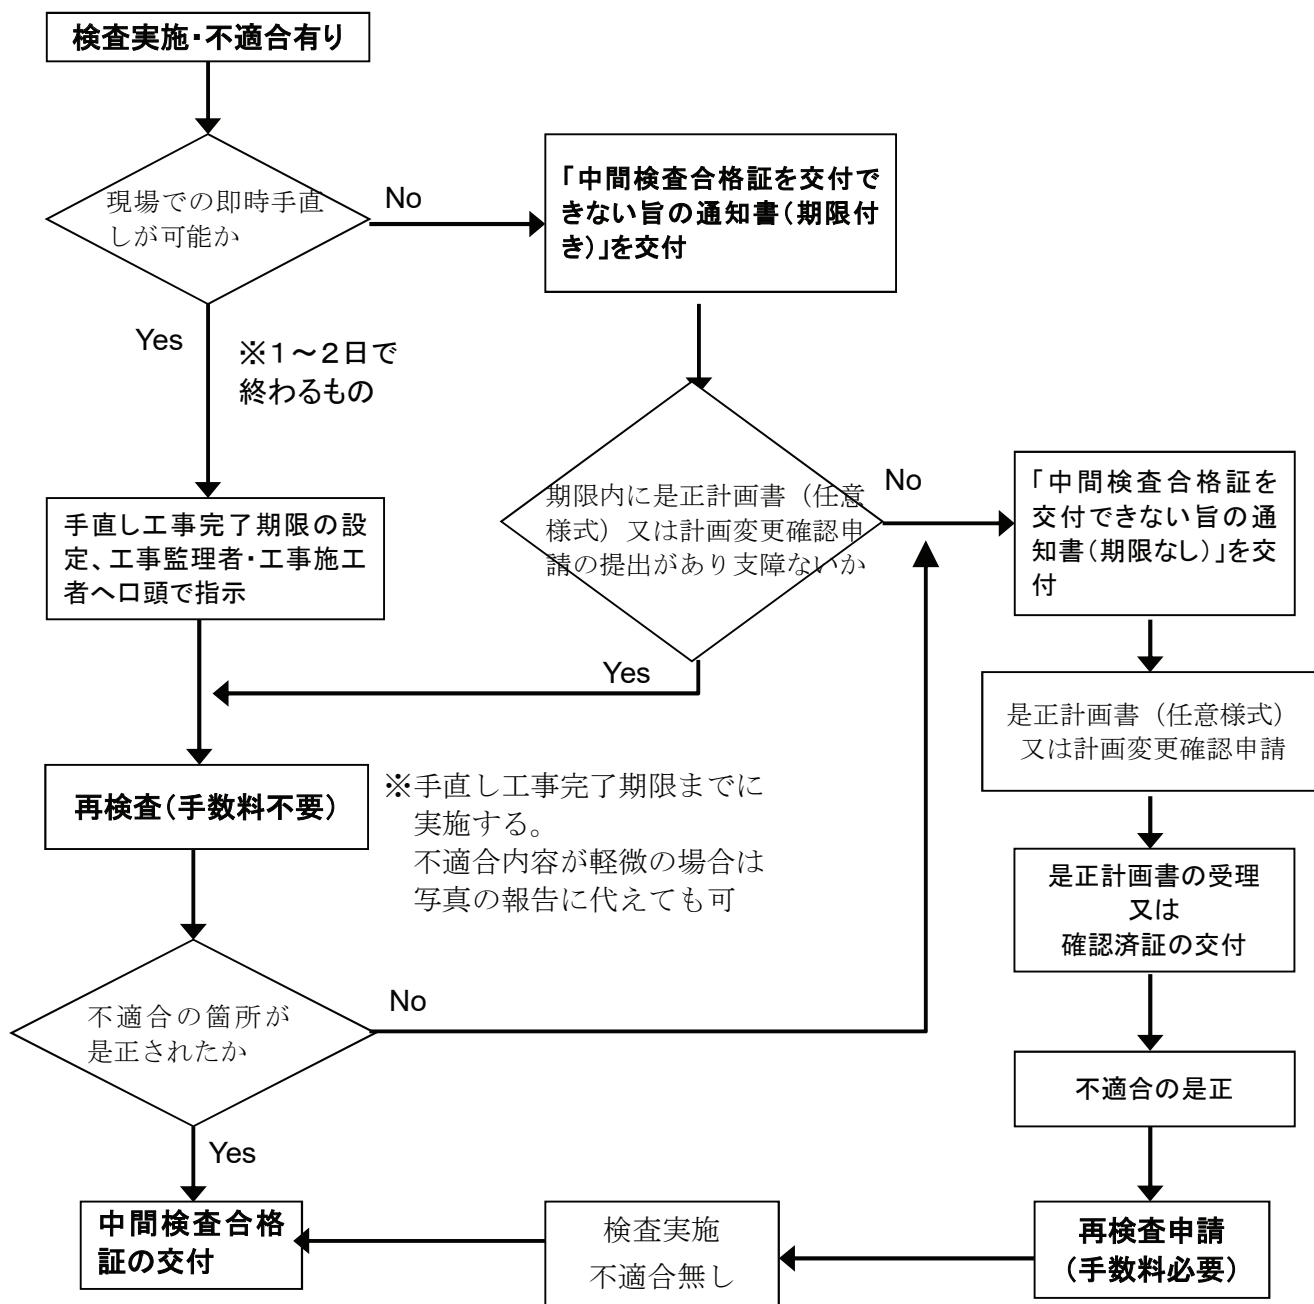 検査実施・不適合有り
現場での即時手直
しが可能か
No
「中間検査合格証を交付で
きない旨の通知書（期限付
き）」を交付
Yes
※１～２日で
終わるもの
手直し工事完了期限の設
定、工事監理者・工事施工
者へ口頭で指示
期限内に是正計画書（任意
様式）又は計画変更確認申
請の提出があり支障ないか
No
「中間検査合格証を
交付できない旨の通
知書（期限なし）」を交
付
Yes
是正計画書（任意様式）
又は計画変更確認申請
再検査（手数料不要）
※手直し工事完了期限までに
実施する。
不適合内容が軽微の場合は
写真の報告に代えても可
是正計画書の受理
又は
確認済証の交付
不適合の箇所が
是正されたか
No
不適合の是正
Yes
中間検査合格
証の交付
検査実施
不適合無し
再検査申請
（手数料必要）